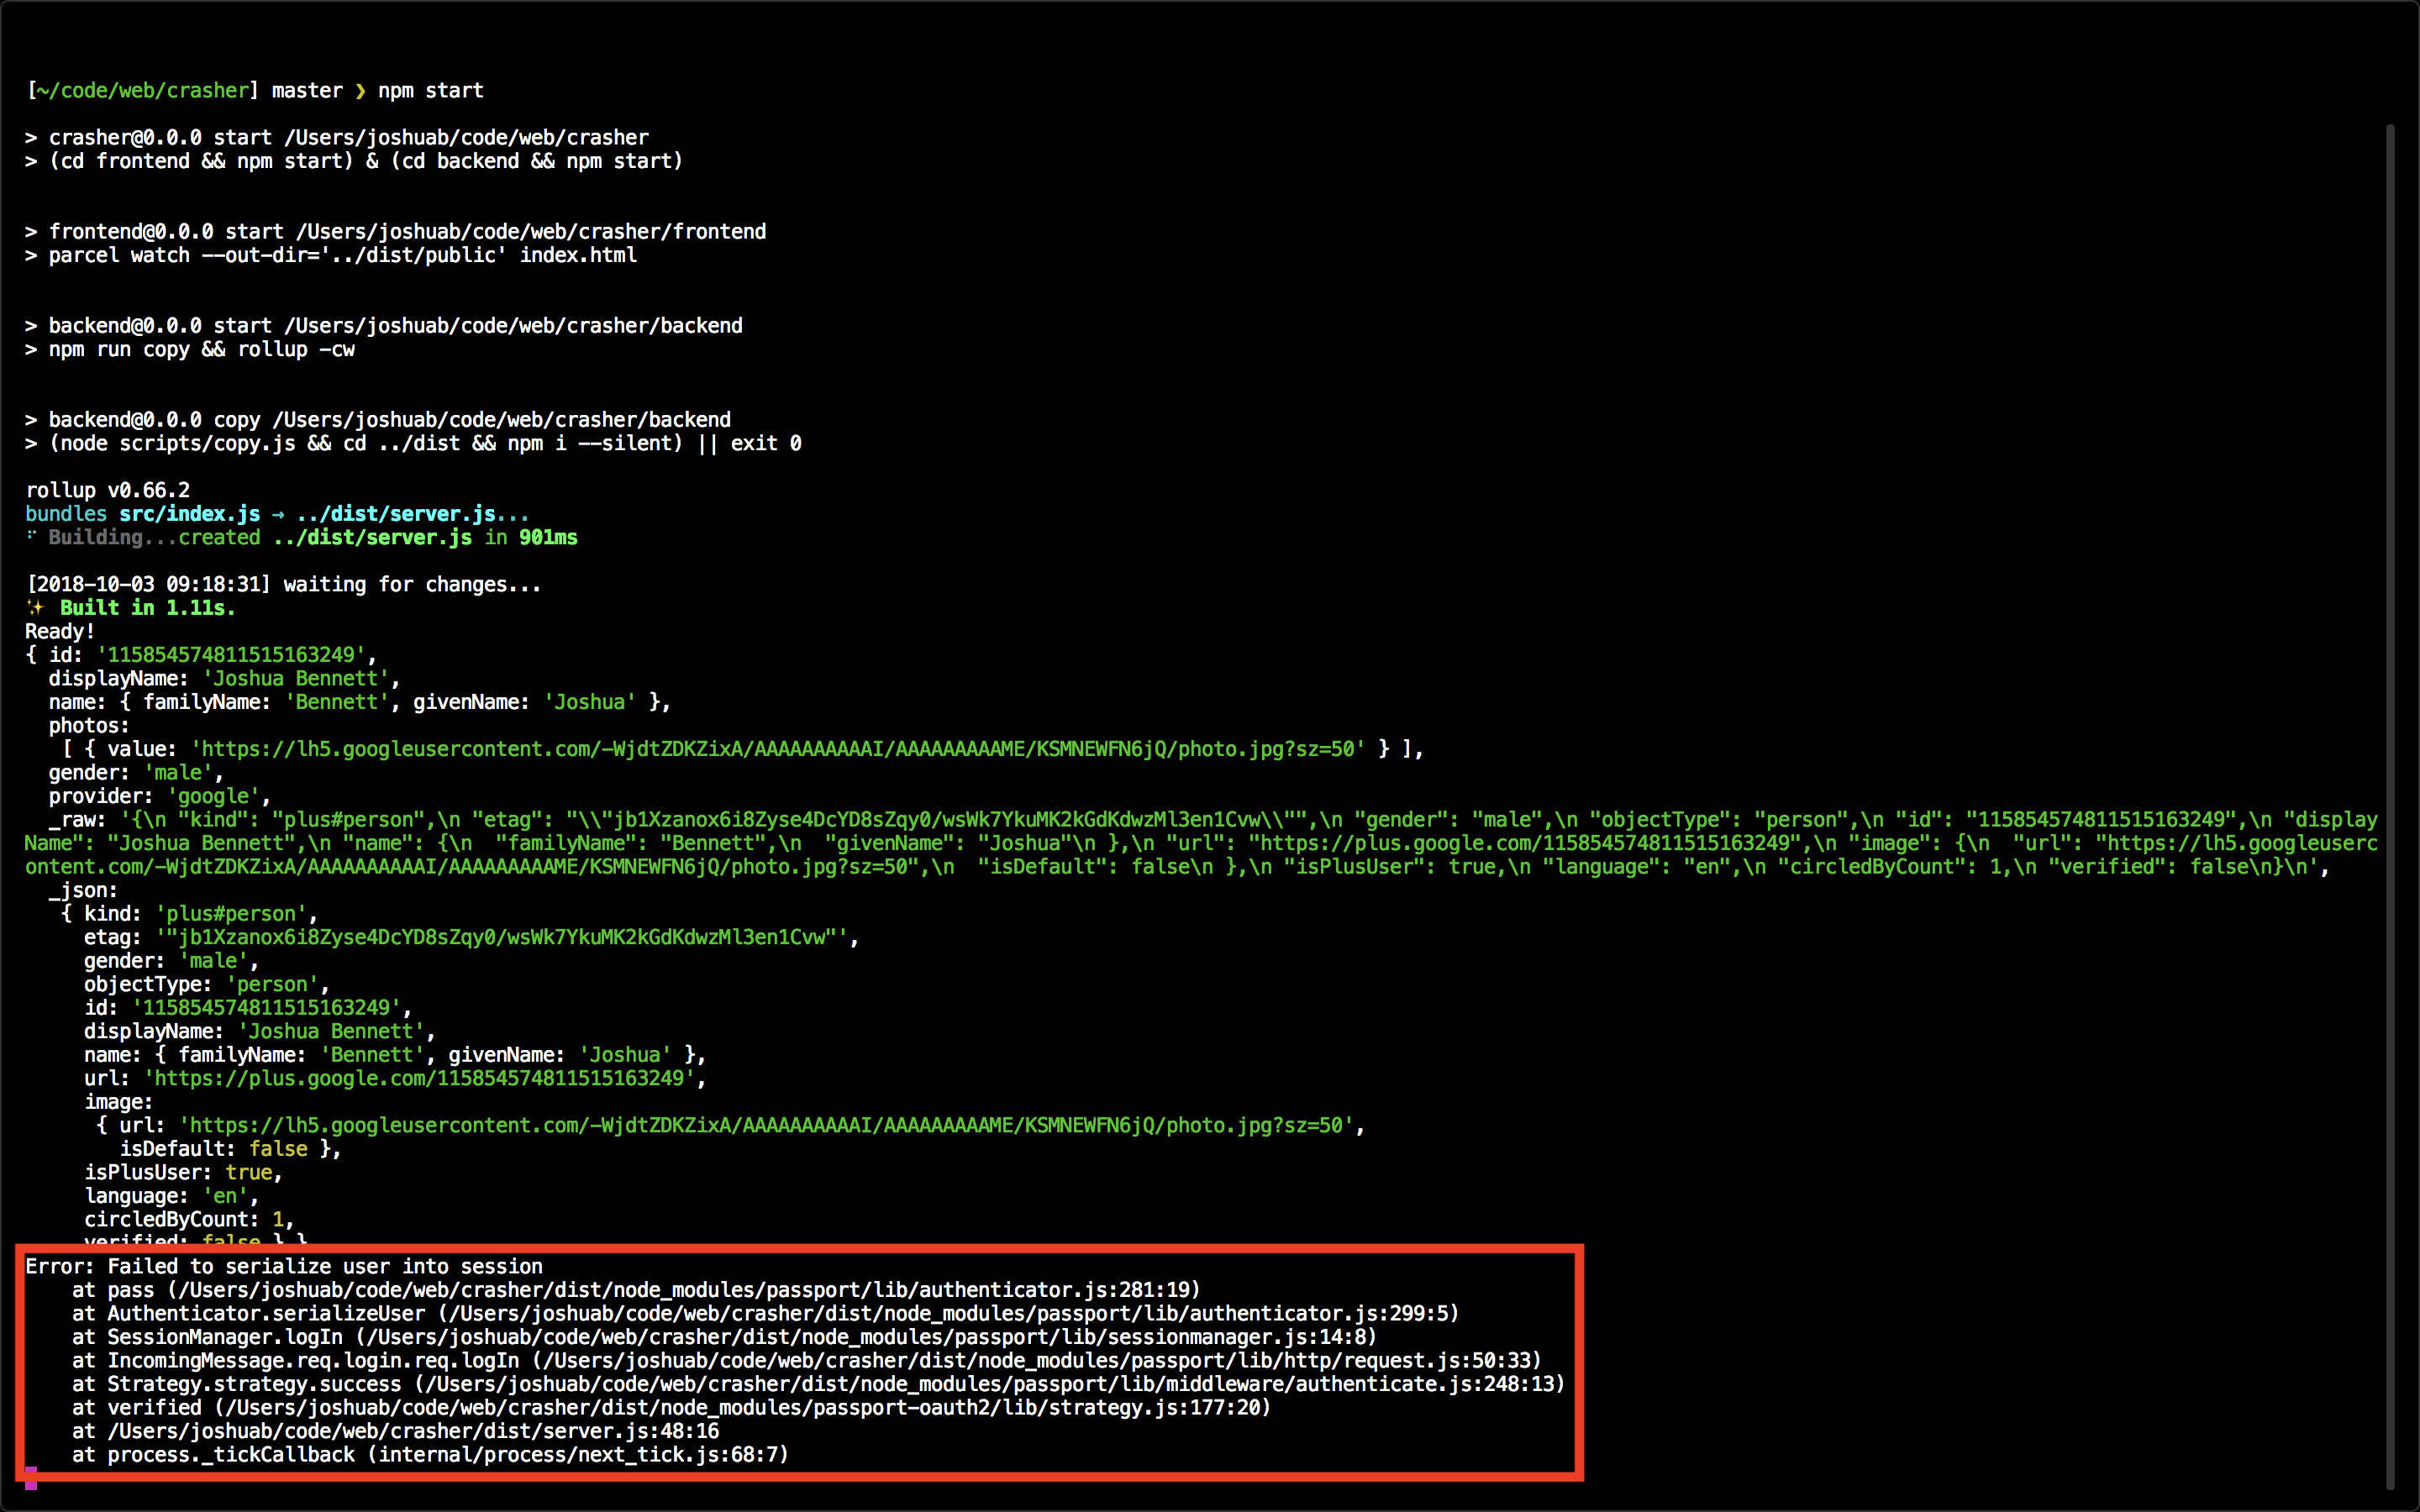 [~/code/web/crasher] master ❯ npm start
> crasher@0.0.0 start /Users/joshuab/code/web/crasher
> (cd frontend && npm start) & (cd backend && npm start)
> frontend@0.0.0 start /Users/joshuab/code/web/crasher/frontend
> parcel watch --out-dir='../dist/public' index.html
> backend@0.0.0 start /Users/joshuab/code/web/crasher/backend
> npm run copy && rollup -cw
> backend@0.0.0 copy /Users/joshuab/code/web/crasher/backend
> (node scripts/copy.js && cd ../dist && npm i --silent) || exit 0
rollup v0.66.2
bundles src/index.js → ../dist/server.js...
⠋ Building...created ../dist/server.js in 901ms
[2018-10-03 09:18:31] waiting for changes...
✨ Built in 1.11s.
Ready!
{ id: '115854574811515163249',
displayName: 'Joshua Bennett',
name: { familyName: 'Bennett', givenName: 'Joshua' },
photos:
[ { value: 'https://lh5.googleusercontent.com/-WjdtZDKZixA/AAAAAAAAAAI/AAAAAAAAAME/KSMNEWFN6jQ/photo.jpg?sz=50' } ],
gender: 'male',
provider: 'google',
_raw: '{\n "kind": "plus#person",\n "etag": "\\"jb1Xzanox6i8Zyse4DcYD8sZqy0/wsWk7YkuMK2kGdKdwzMl3en1Cvw\\"",\n "gender": "male",\n "objectType": "person",\n "id": "115854574811515163249",\n "display
Name": "Joshua Bennett",\n "name": {\n  "familyName": "Bennett",\n  "givenName": "Joshua"\n },\n "url": "https://plus.google.com/115854574811515163249",\n "image": {\n  "url": "https://lh5.googleuserc
ontent.com/-WjdtZDKZixA/AAAAAAAAAAI/AAAAAAAAAME/KSMNEWFN6jQ/photo.jpg?sz=50",\n  "isDefault": false\n },\n "isPlusUser": true,\n "language": "en",\n "circledByCount": 1,\n "verified": false\n}\n',
_json:
{ kind: 'plus#person',
etag: '"jb1Xzanox6i8Zyse4DcYD8sZqy0/wsWk7YkuMK2kGdKdwzMl3en1Cvw"',
gender: 'male',
objectType: 'person',
id: '115854574811515163249',
displayName: 'Joshua Bennett',
name: { familyName: 'Bennett', givenName: 'Joshua' },
url: 'https://plus.google.com/115854574811515163249',
image:
{ url: 'https://lh5.googleusercontent.com/-WjdtZDKZixA/AAAAAAAAAAI/AAAAAAAAAME/KSMNEWFN6jQ/photo.jpg?sz=50',
isDefault: false },
isPlusUser: true,
language: 'en',
circledByCount: 1,
verified: false } }
Error: Failed to serialize user into session
at pass (/Users/joshuab/code/web/crasher/dist/node_modules/passport/lib/authenticator.js:281:19)
at Authenticator.serializeUser (/Users/joshuab/code/web/crasher/dist/node_modules/passport/lib/authenticator.js:299:5)
at SessionManager.logIn (/Users/joshuab/code/web/crasher/dist/node_modules/passport/lib/sessionmanager.js:14:8)
at IncomingMessage.req.login.req.logIn (/Users/joshuab/code/web/crasher/dist/node_modules/passport/lib/http/request.js:50:33)
at Strategy.strategy.success (/Users/joshuab/code/web/crasher/dist/node_modules/passport/lib/middleware/authenticate.js:248:13)
at verified (/Users/joshuab/code/web/crasher/dist/node_modules/passport-oauth2/lib/strategy.js:177:20)
at /Users/joshuab/code/web/crasher/dist/server.js:48:16
at process._tickCallback (internal/process/next_tick.js:68:7)